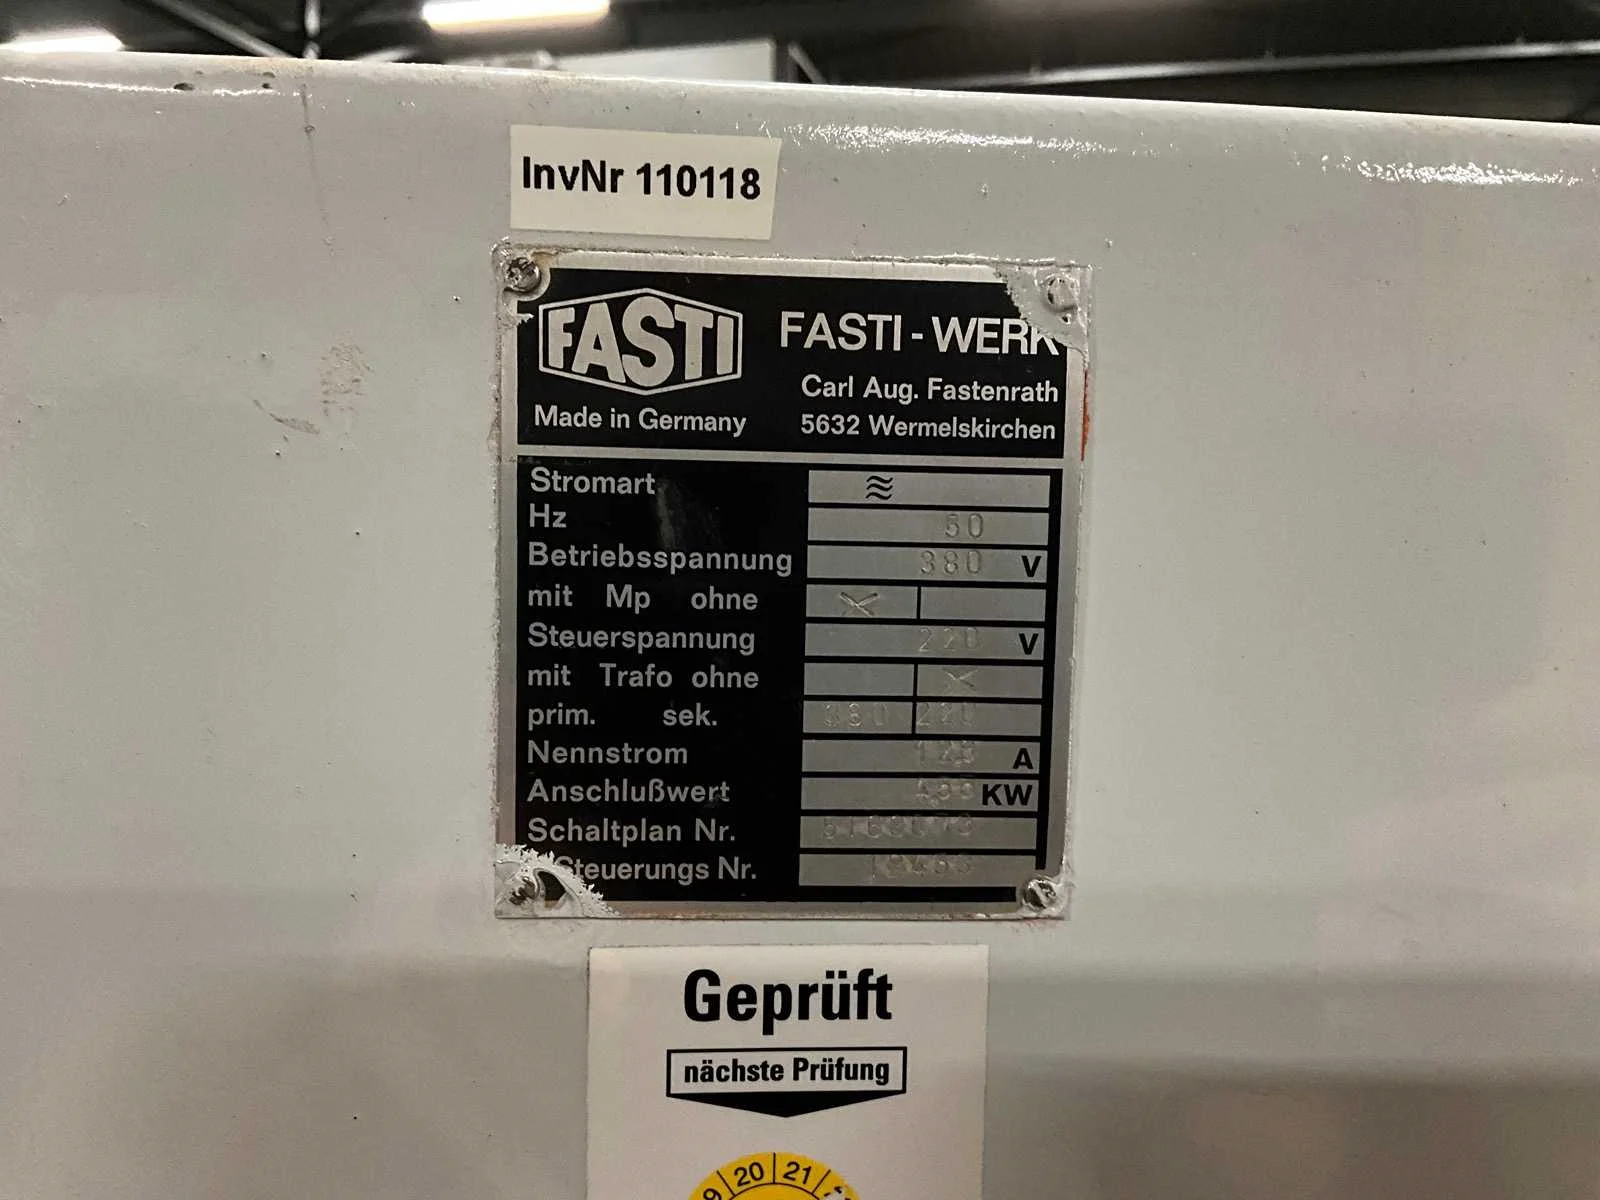 InvNr 110118
FASTI
FASTI-WERK
Made in Germany
Carl Aug. Fastenrath
5632 Wermelskirchen
Stromart ≋
Hz 50
Betriebsspannung 380 V
mit Mp ohne X
Steuerspannung 220 V
mit Trafo ohne X
prim. sek. 380 220
Nennstrom A
Anschlußwert KW
Schaltplan Nr.
Steuerungs Nr.
Geprüft
nächste Prüfung
20 21